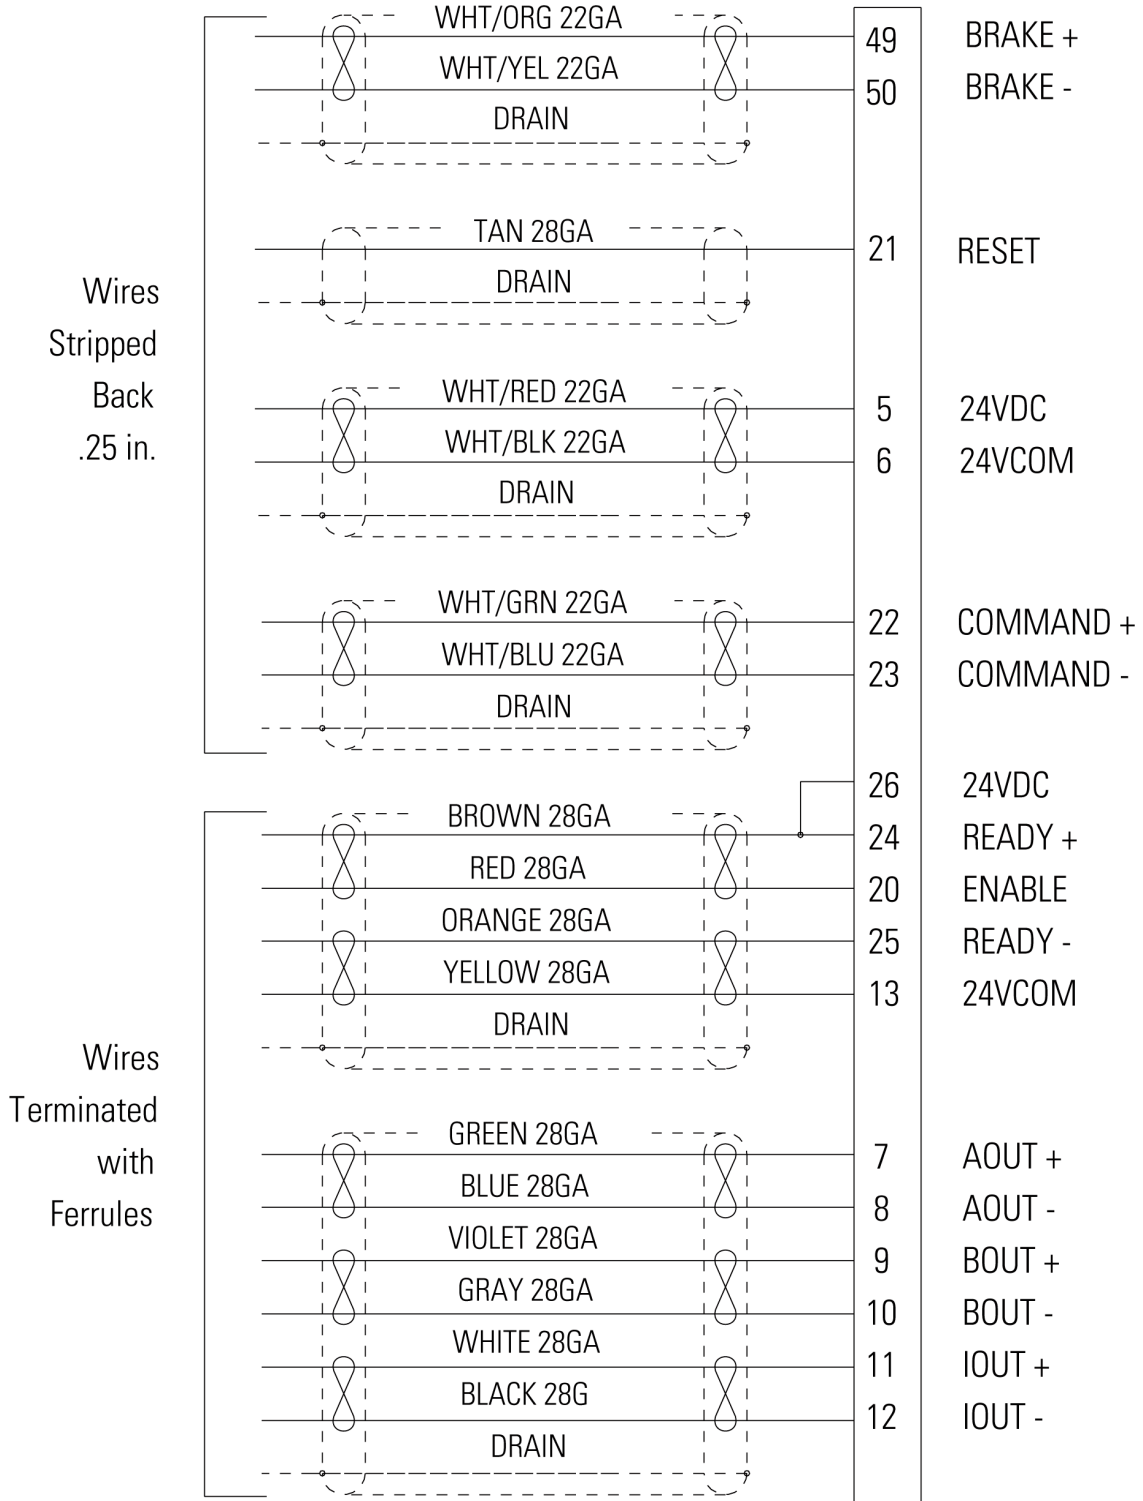 WHT/ORG 22GA
49 BRAKE +
WHT/YEL 22GA
50 BRAKE -
DRAIN
TAN 28GA
21 RESET
DRAIN
Wires
Stripped
Back
.25 in.
WHT/RED 22GA
5 24VDC
WHT/BLK 22GA
6 24VCOM
DRAIN
WHT/GRN 22GA
22 COMMAND +
WHT/BLU 22GA
23 COMMAND -
DRAIN
26 24VDC
BROWN 28GA
24 READY +
RED 28GA
20 ENABLE
ORANGE 28GA
25 READY -
YELLOW 28GA
13 24VCOM
DRAIN
Wires
Terminated
with
Ferrules
GREEN 28GA
7 AOUT +
BLUE 28GA
8 AOUT -
VIOLET 28GA
9 BOUT +
GRAY 28GA
10 BOUT -
WHITE 28GA
11 IOUT +
BLACK 28G
12 IOUT -
DRAIN